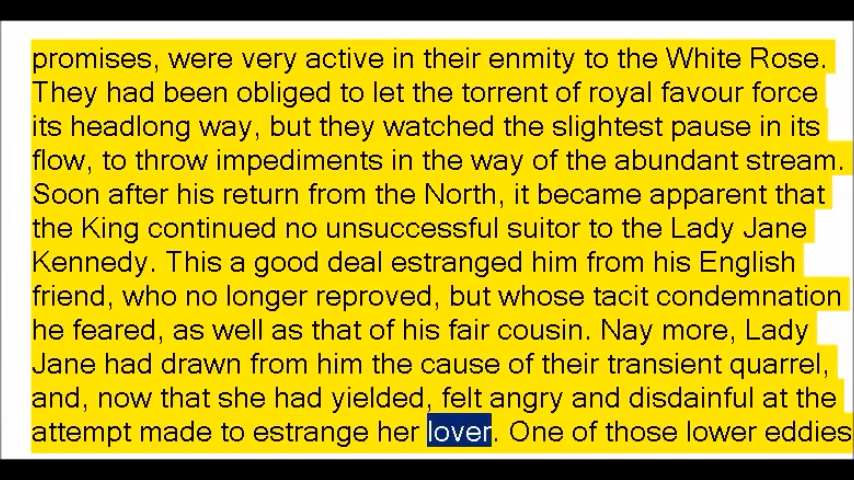 promises, were very active in their enmity to the White Rose.
They had been obliged to let the torrent of royal favour force
its headlong way, but they watched the slightest pause in its
flow, to throw impediments in the way of the abundant stream.
Soon after his return from the North, it became apparent that
the King continued no unsuccessful suitor to the Lady Jane
Kennedy. This a good deal estranged him from his English
friend, who no longer reproved, but whose tacit condemnation
he feared, as well as that of his fair cousin. Nay more, Lady
Jane had drawn from him the cause of their transient quarrel,
and, now that she had yielded, felt angry and disdainful at the
attempt made to estrange her lover. One of those lower eddies